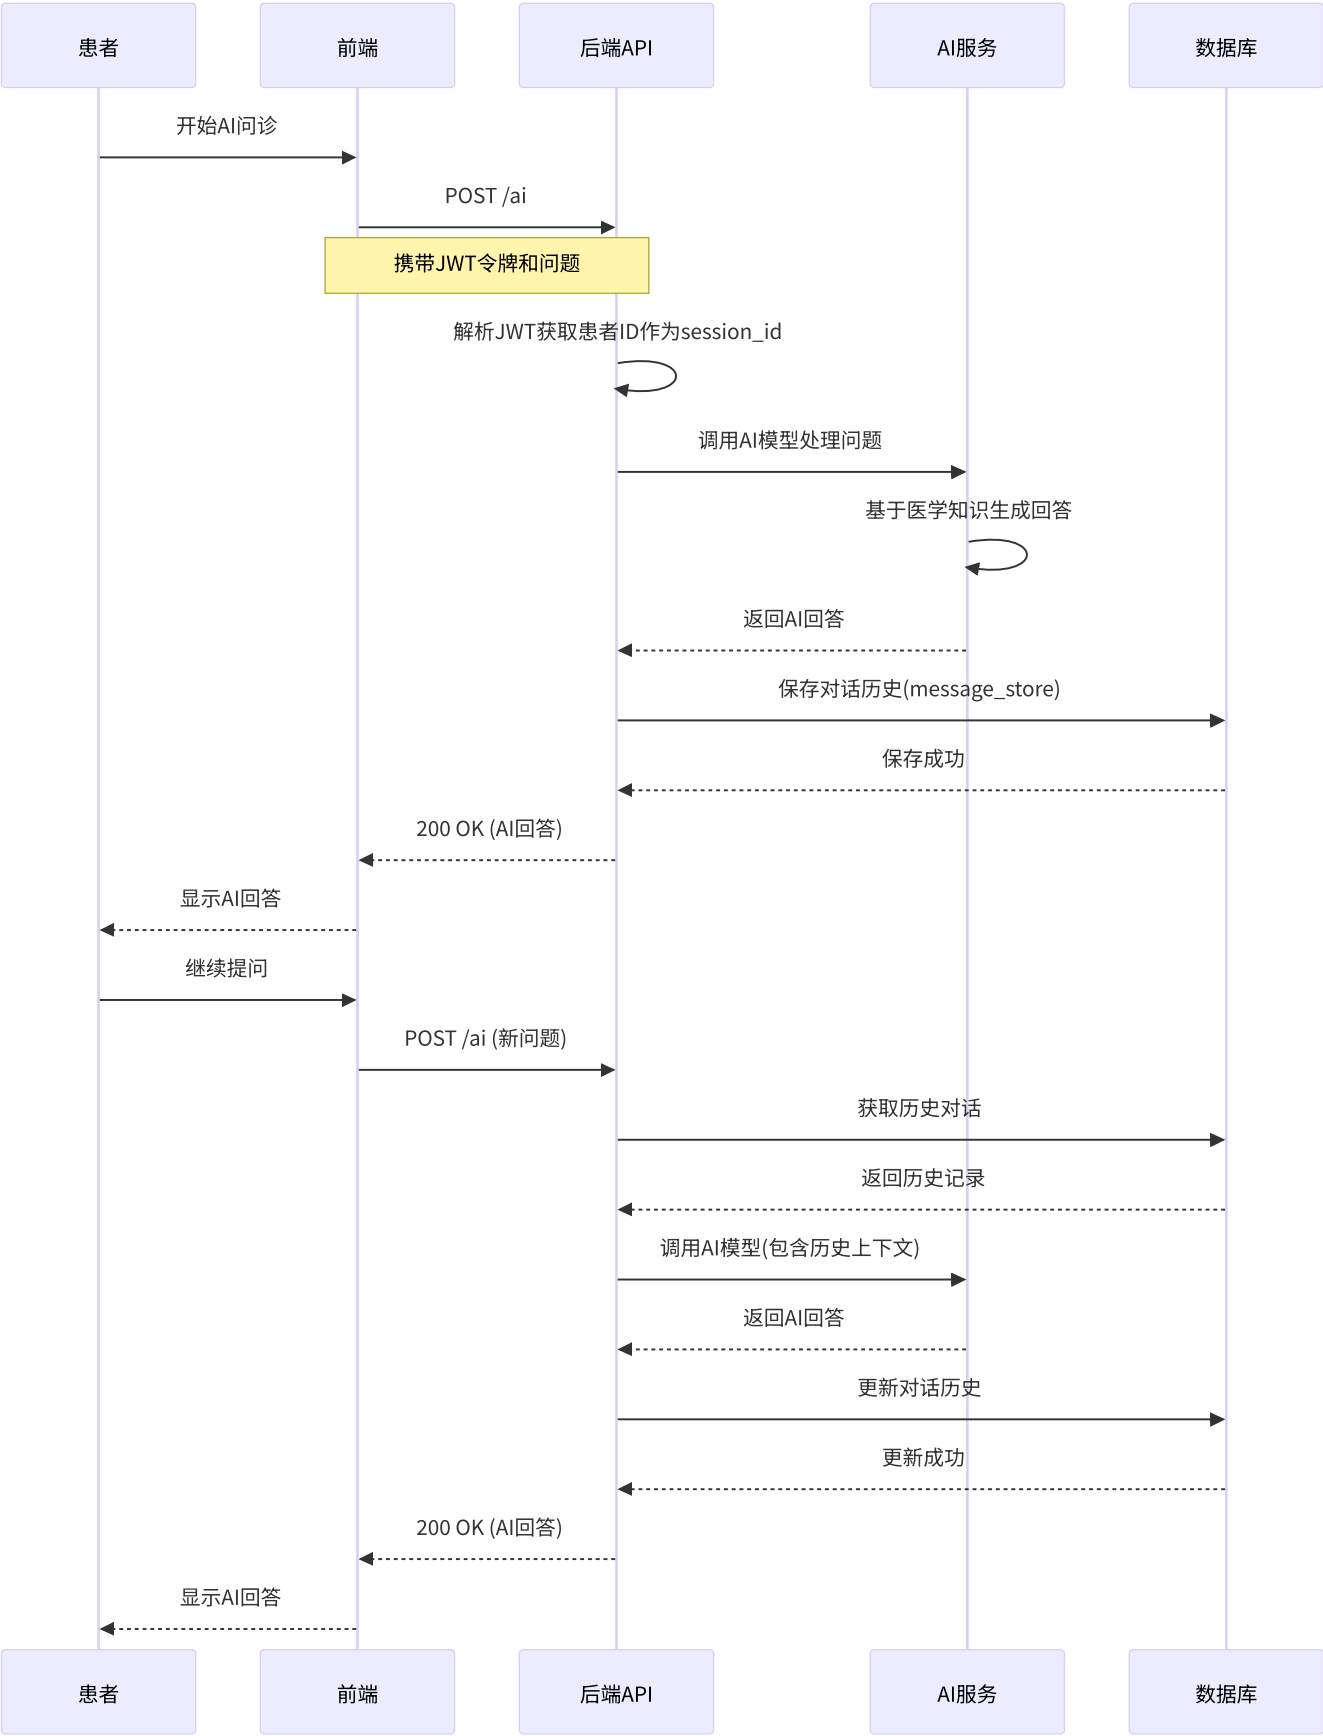 患者
前端
后端API
AI服务
数据库
开始AI问诊
POST /ai
携带JWT令牌和问题
解析JWT获取患者ID作为session_id
调用AI模型处理问题
基于医学知识生成回答
返回AI回答
保存对话历史(message_store)
保存成功
200 OK (AI回答)
显示AI回答
继续提问
POST /ai (新问题)
获取历史对话
返回历史记录
调用AI模型(包含历史上下文)
返回AI回答
更新对话历史
更新成功
200 OK (AI回答)
显示AI回答
患者
前端
后端API
AI服务
数据库